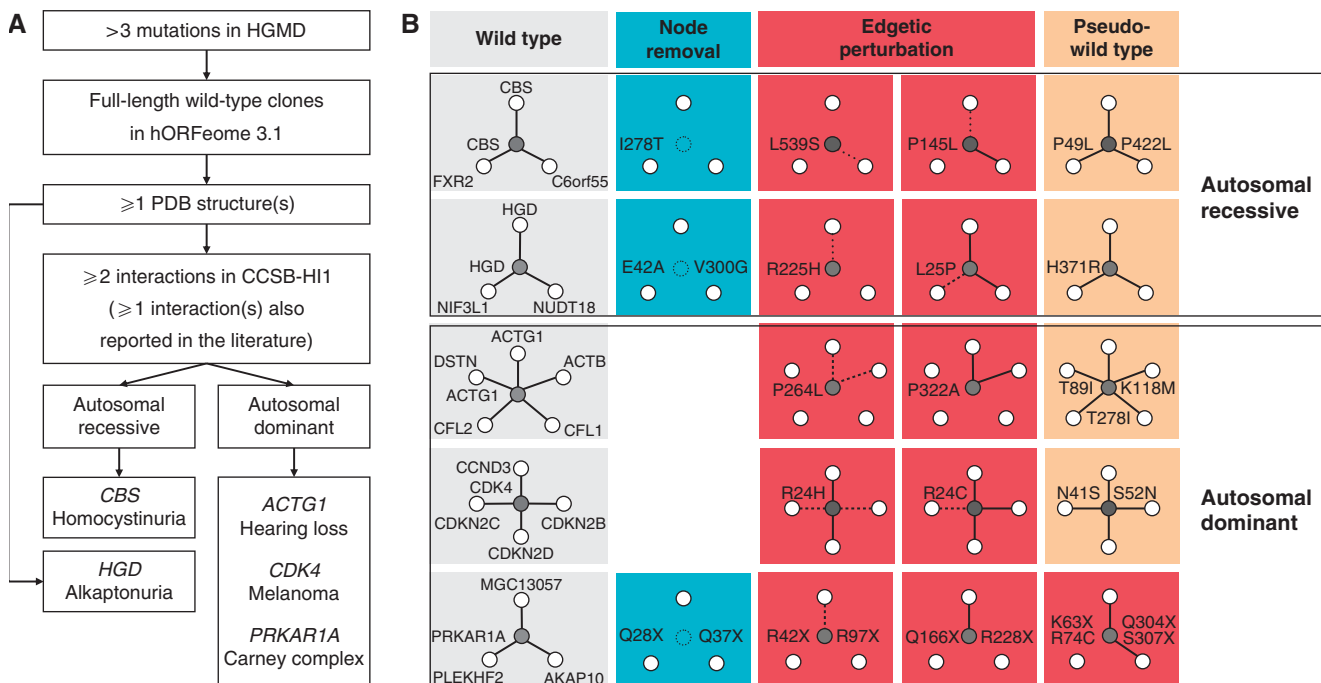 A
>3 mutations in HGMD
Full-length wild-type clones
in hORFeome 3.1
⩾1 PDB structure(s)
⩾2 interactions in CCSB-HI1
(⩾1 interaction(s) also
reported in the literature)
Autosomal
recessive
Autosomal
dominant
CBS
Homocystinuria
HGD
Alkaptonuria
ACTG1
Hearing loss
CDK4
Melanoma
PRKAR1A
Carney complex
B
Wild type
Node
removal
Edgetic
perturbation
Pseudo-
wild type
CBS
CBS
FXR2
C6orf55
I278T
L539S
P145L
P49L
P422L
HGD
HGD
NIF3L1
NUDT18
E42A
V300G
R225H
L25P
H371R
Autosomal
recessive
ACTG1
DSTN
ACTB
ACTG1
CFL2
CFL1
P264L
P322A
T89I
K118M
T278I
CCND3
CDK4
CDKN2C
CDKN2B
CDKN2D
R24H
R24C
N41S
S52N
Autosomal
dominant
MGC13057
PRKAR1A
PLEKHF2
AKAP10
Q28X
Q37X
R42X
R97X
Q166X
R228X
K63X
Q304X
R74C
S307X